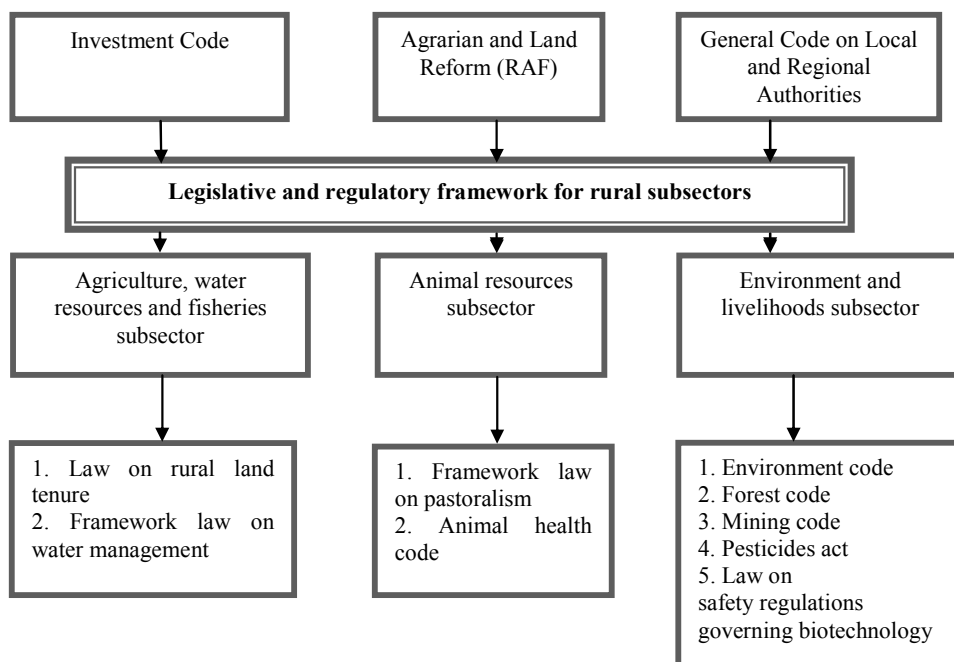 Investment Code
Agrarian and Land
Reform (RAF)
General Code on Local
and Regional
Authorities
Legislative and regulatory framework for rural subsectors
Agriculture, water
resources and fisheries
subsector
Animal resources
subsector
Environment and
livelihoods subsector
1. Law on rural land
tenure
2. Framework law on
water management
1. Framework law
on pastoralism
2. Animal health
code
1. Environment code
2. Forest code
3. Mining code
4. Pesticides act
5. Law on
safety regulations
governing biotechnology